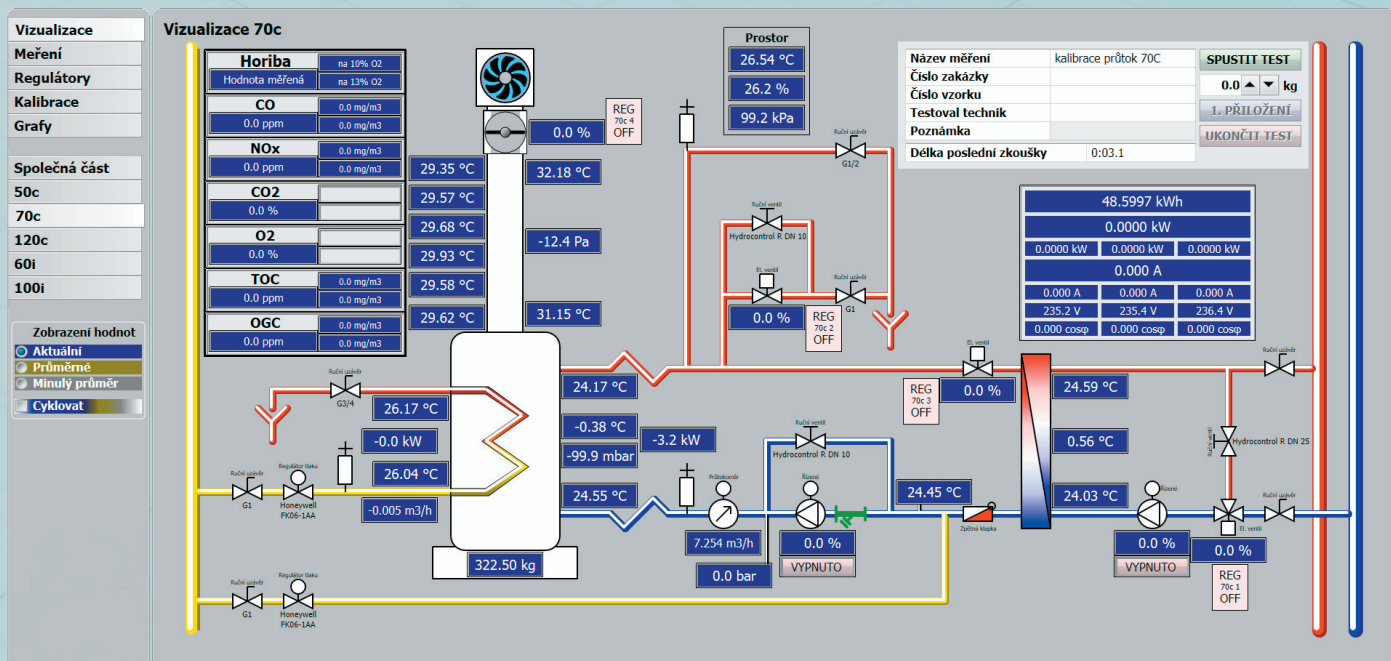 Vizualizace
Meření
Regulátory
Kalibrace
Grafy
Společná část
50c
70c
120c
60i
100i
Zobrazení hodnot
Aktuální
Průměrné
Minulý průměr
Cyklovat
Vizualizace 70c
Horiba
na 10% O2
Hodnota měřená
na 13% O2
CO
0.0 mg/m3
0.0 ppm
0.0 mg/m3
NOx
0.0 mg/m3
0.0 ppm
0.0 mg/m3
CO2
0.0 %
O2
0.0 %
TOC
0.0 mg/m3
0.0 ppm
0.0 mg/m3
OGC
0.0 mg/m3
0.0 ppm
0.0 mg/m3
0.0 %
REG
70c 4
OFF
29.35 °C
29.57 °C
29.68 °C
29.93 °C
29.58 °C
29.62 °C
32.18 °C
-12.4 Pa
31.15 °C
Prostor
26.54 °C
26.2 %
99.2 kPa
Ruční uzávěr
G1/2
Ruční ventil
Hydrocontrol R DN 10
El. ventil
0.0 %
Ruční uzávěr
G1
REG
70c 2
OFF
Název měření
kalibrace průtok 70C
Číslo zakázky
Číslo vzorku
Testoval technik
Poznámka
Délka poslední zkoušky
0:03.1
SPUSTIT TEST
0.0
kg
1. PŘILOŽENÍ
UKONČIT TEST
48.5997 kWh
0.0000 kW
0.0000 kW
0.0000 kW
0.0000 kW
0.000 A
0.000 A
0.000 A
0.000 A
235.2 V
235.4 V
236.4 V
0.000 cosφ
0.000 cosφ
0.000 cosφ
Ruční uzávěr
G3/4
26.17 °C
-0.0 kW
26.04 °C
-0.005 m3/h
Ruční uzávěr
G1
Regulátor tlaku
Honeywell
FK06-1AA
322.50 kg
Ruční uzávěr
G1
Regulátor tlaku
Honeywell
FK06-1AA
24.17 °C
-0.38 °C
-99.9 mbar
-3.2 kW
24.55 °C
Průtokoměr
7.254 m3/h
0.0 bar
Ruční ventil
Hydrocontrol R DN 10
Řízené
0.0 %
VYPNUTO
24.45 °C
Zpětná klapka
El. ventil
0.0 %
REG
70c 3
OFF
24.59 °C
0.56 °C
24.03 °C
Ruční uzávěr
Ruční ventil
Hydrocontrol R DN 25
Řízené
0.0 %
VYPNUTO
El. ventil
0.0 %
Ruční uzávěr
REG
70c 1
OFF